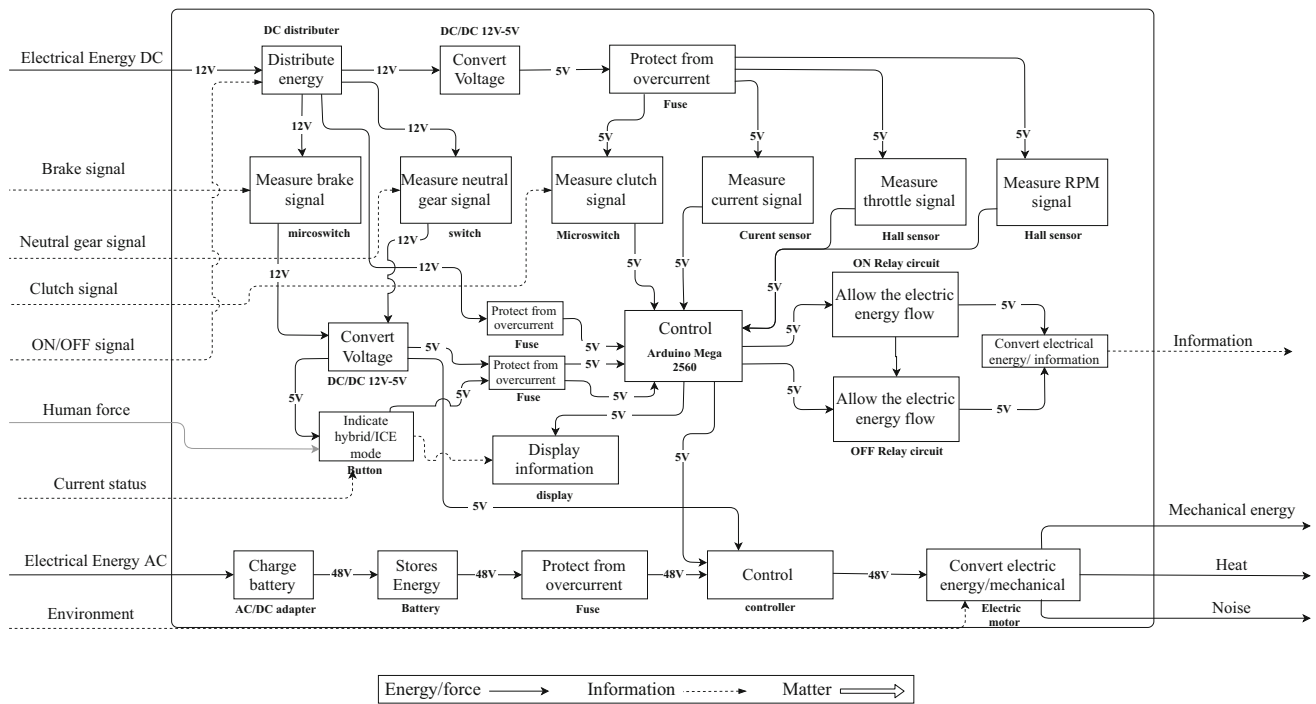 DC distributer
DC/DC 12V-5V
Electrical Energy DC
12V
Distribute
energy
12V
Convert
Voltage
5V
Protect from
overcurrent
Fuse
12V
12V
5V
5V
5V
5V
Brake signal
Measure brake
signal
mircoswitch
Measure neutral
gear signal
switch
Measure clutch
signal
Microswitch
Measure
current signal
Curent sensor
Measure
throttle signal
Hall sensor
Measure RPM
signal
Hall sensor
Neutral gear signal
12V
12V
12V
5V
5V
5V
ON Relay circuit
Clutch signal
Allow the electric
energy flow
5V
Protect from
overcurrent
Fuse
5V
Control
Arduino Mega
2560
5V
ON/OFF signal
Convert
Voltage
DC/DC 12V-5V
5V
Protect from
overcurrent
Fuse
5V
5V
Convert electrical
energy/ information
Information
5V
5V
5V
5V
Allow the electric
energy flow
OFF Relay circuit
5V
Human force
Indicate
hybrid/ICE
mode
Button
Display
information
display
5V
Current status
5V
Mechanical energy
Electrical Energy AC
Charge
battery
AC/DC adapter
48V
Stores
Energy
Battery
48V
Protect from
overcurrent
Fuse
48V
Control
controller
48V
Convert electric
energy/mechanical
Electric
motor
Heat
Environment
Noise
Energy/force
Information
Matter